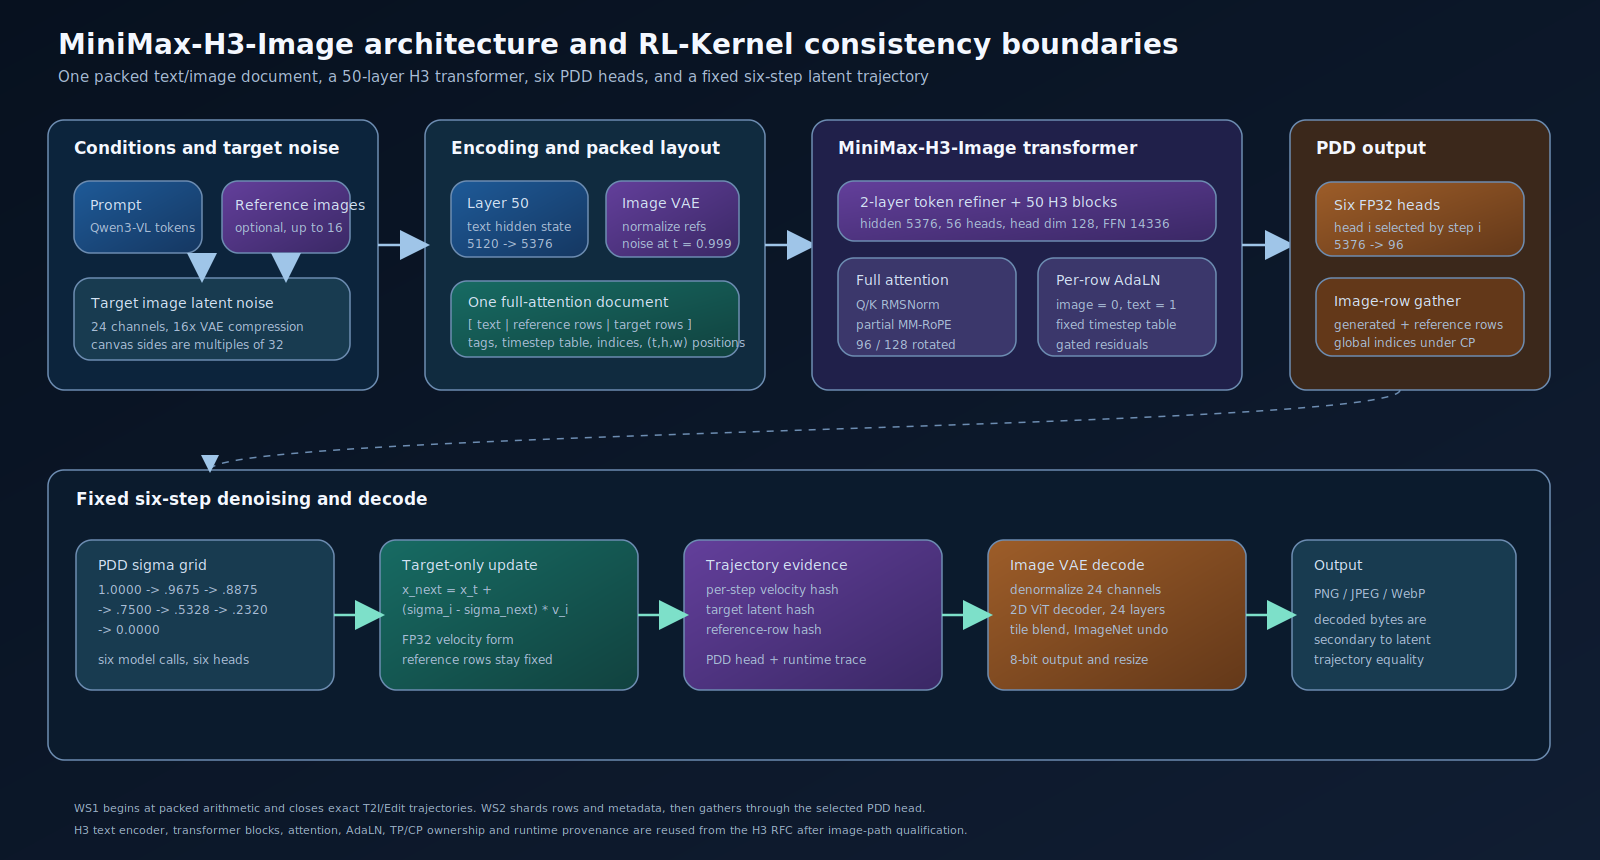 MiniMax-H3-Image architecture and RL-Kernel consistency boundaries
One packed text/image document, a 50-layer H3 transformer, six PDD heads, and a fixed six-step latent trajectory
Conditions and target noise
Prompt
Qwen3-VL tokens
Reference images
optional, up to 16
Target image latent noise
24 channels, 16x VAE compression
canvas sides are multiples of 32
Encoding and packed layout
Layer 50
text hidden state
5120 -> 5376
Image VAE
normalize refs
noise at t = 0.999
One full-attention document
[ text | reference rows | target rows ]
tags, timestep table, indices, (t,h,w) positions
MiniMax-H3-Image transformer
2-layer token refiner + 50 H3 blocks
hidden 5376, 56 heads, head dim 128, FFN 14336
Full attention
Q/K RMSNorm
partial MM-RoPE
96 / 128 rotated
Per-row AdaLN
image = 0, text = 1
fixed timestep table
gated residuals
PDD output
Six FP32 heads
head i selected by step i
5376 -> 96
Image-row gather
generated + reference rows
global indices under CP
Fixed six-step denoising and decode
PDD sigma grid
1.0000 -> .9675 -> .8875
-> .7500 -> .5328 -> .2320
-> 0.0000
six model calls, six heads
Target-only update
x_next = x_t +
(sigma_i - sigma_next) * v_i
FP32 velocity form
reference rows stay fixed
Trajectory evidence
per-step velocity hash
target latent hash
reference-row hash
PDD head + runtime trace
Image VAE decode
denormalize 24 channels
2D ViT decoder, 24 layers
tile blend, ImageNet undo
8-bit output and resize
Output
PNG / JPEG / WebP
decoded bytes are
secondary to latent
trajectory equality
WS1 begins at packed arithmetic and closes exact T2I/Edit trajectories. WS2 shards rows and metadata, then gathers through the selected PDD head.
H3 text encoder, transformer blocks, attention, AdaLN, TP/CP ownership and runtime provenance are reused from the H3 RFC after image-path qualification.